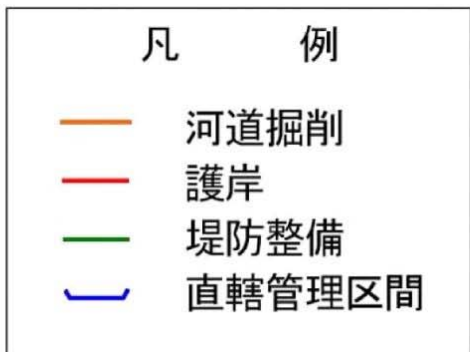 凡 例
河道掘削
護岸
堤防整備
直轄管理区間